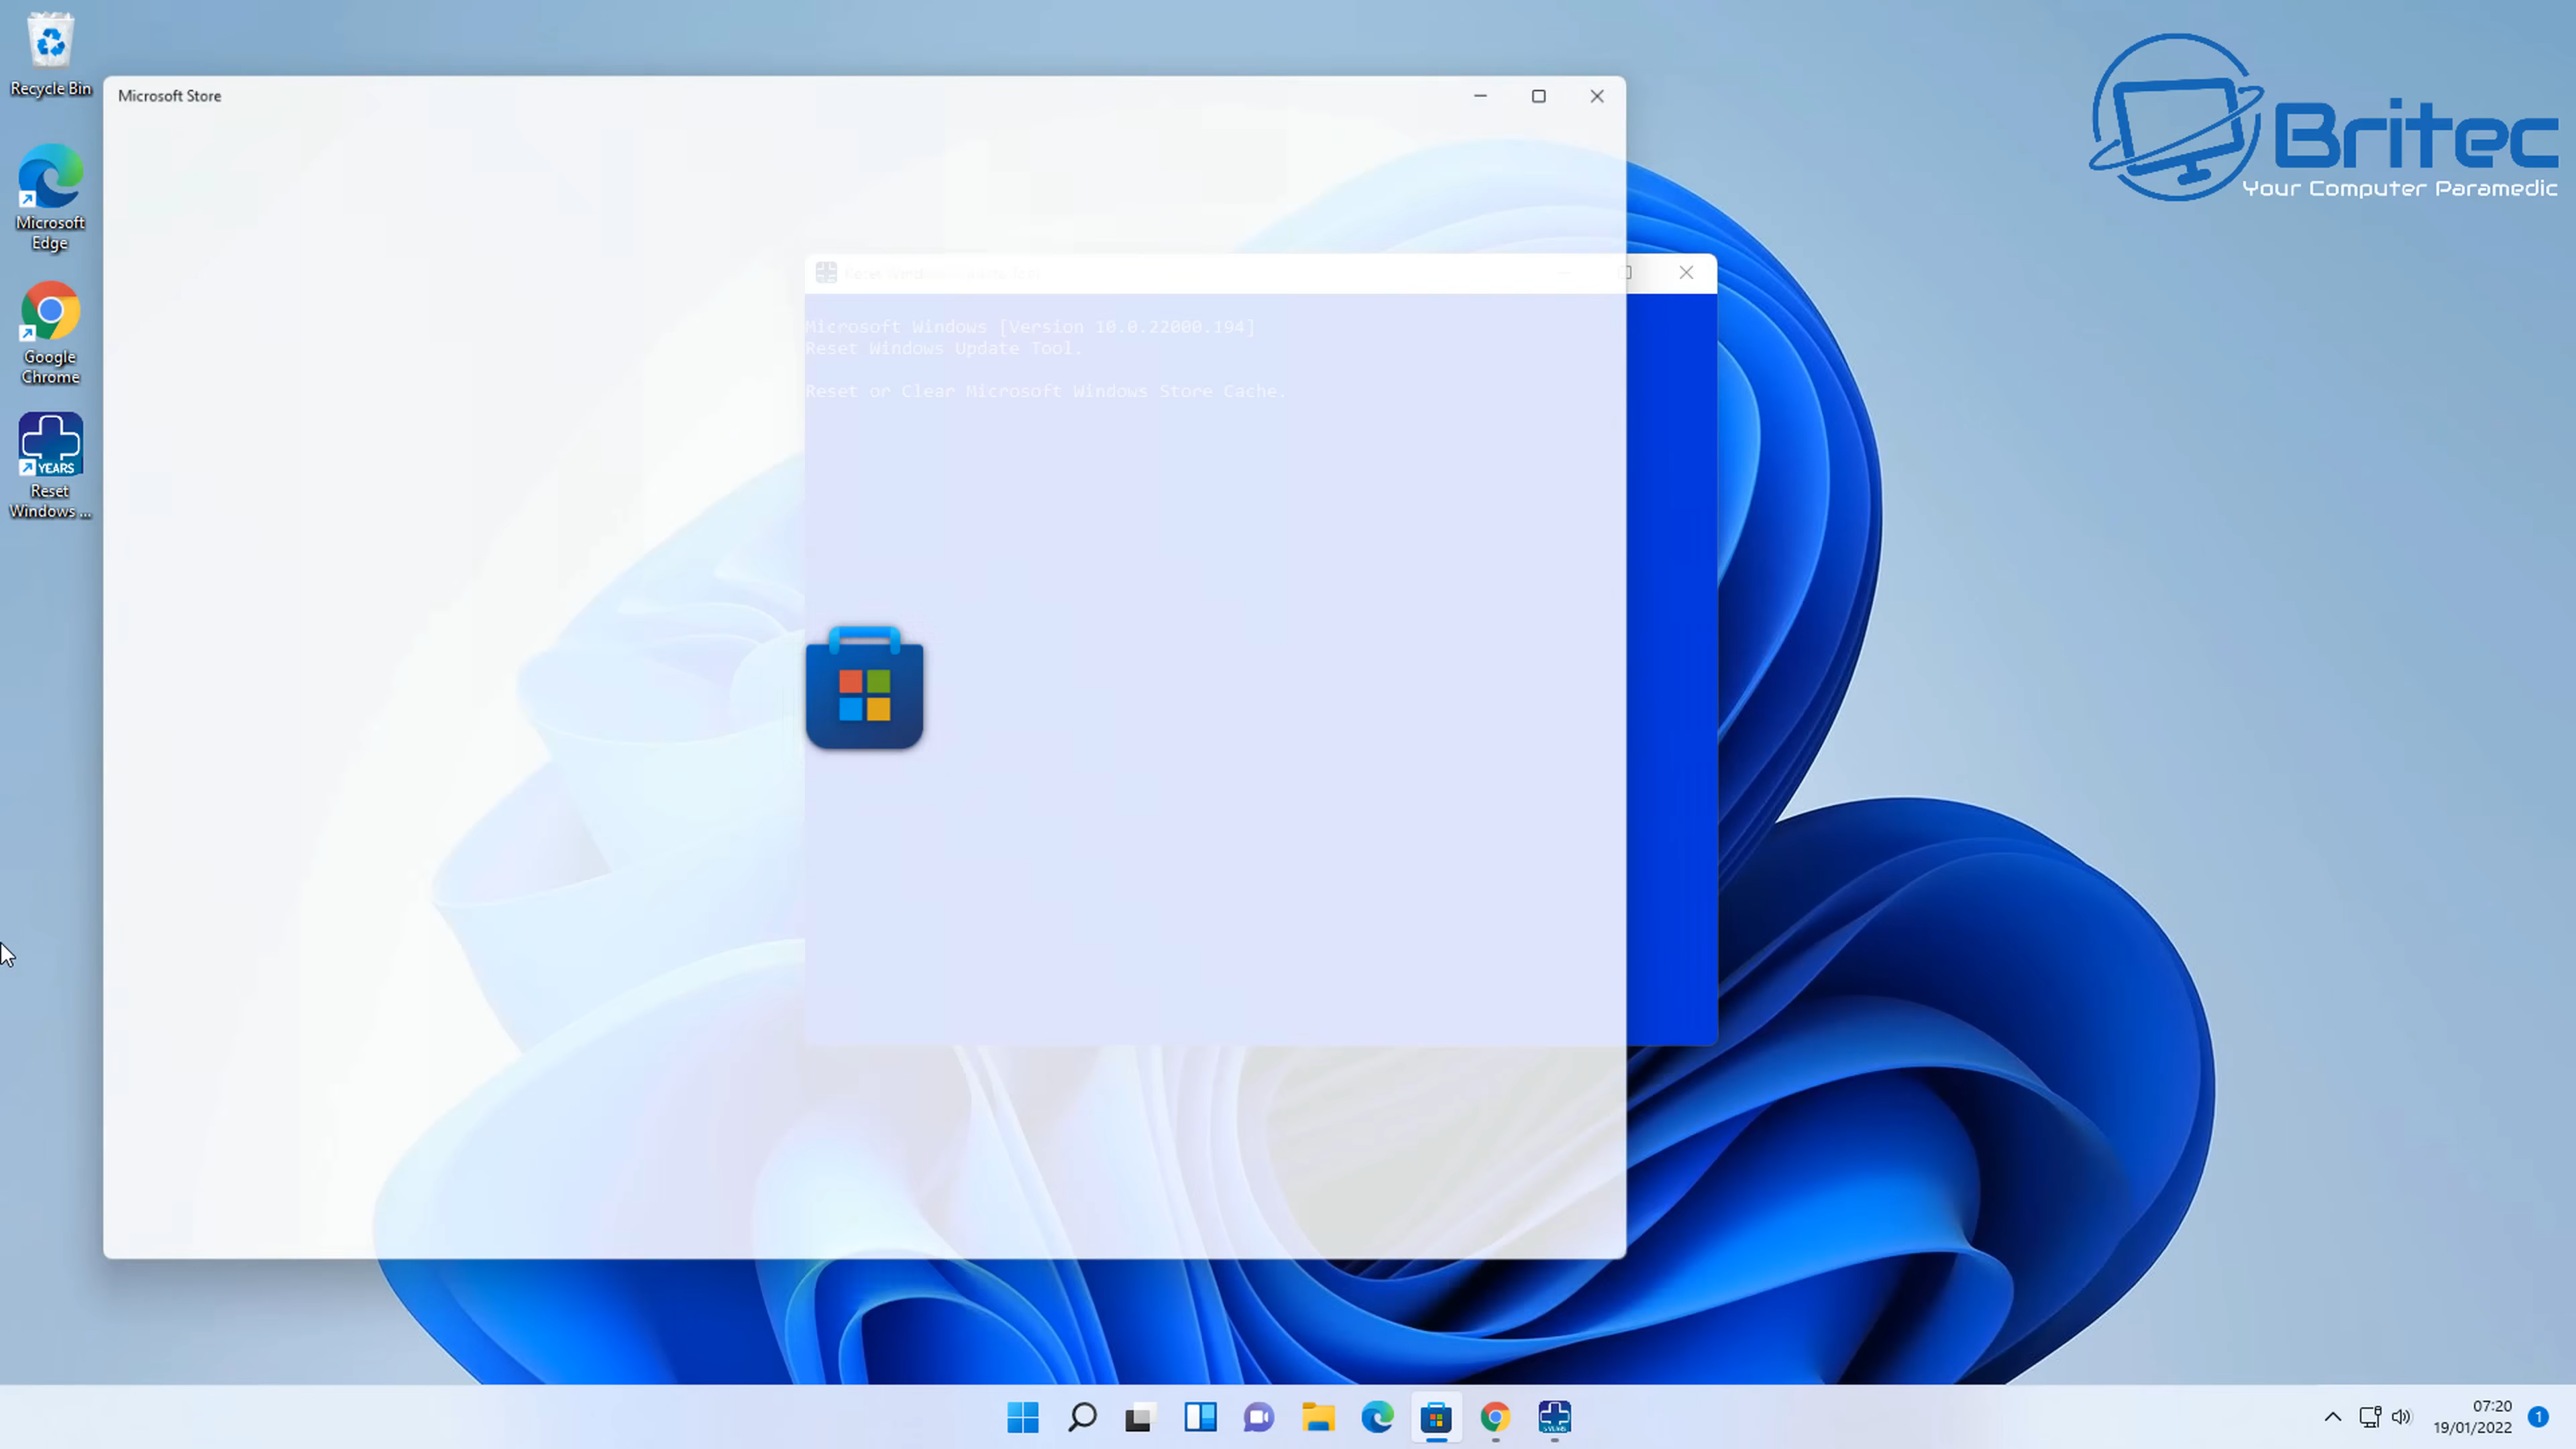 Recycle Bin
Microsoft
Edge
Google
Chrome
YEARS
Reset
Windows ...
Microsoft Store
Microsoft Windows [Version 10.0.22000.194]
Reset Windows Update Tool.
Reset or Clear Microsoft Windows Store Cache.
Britec
Your Computer Paramedic
07:20
19/01/2022
1